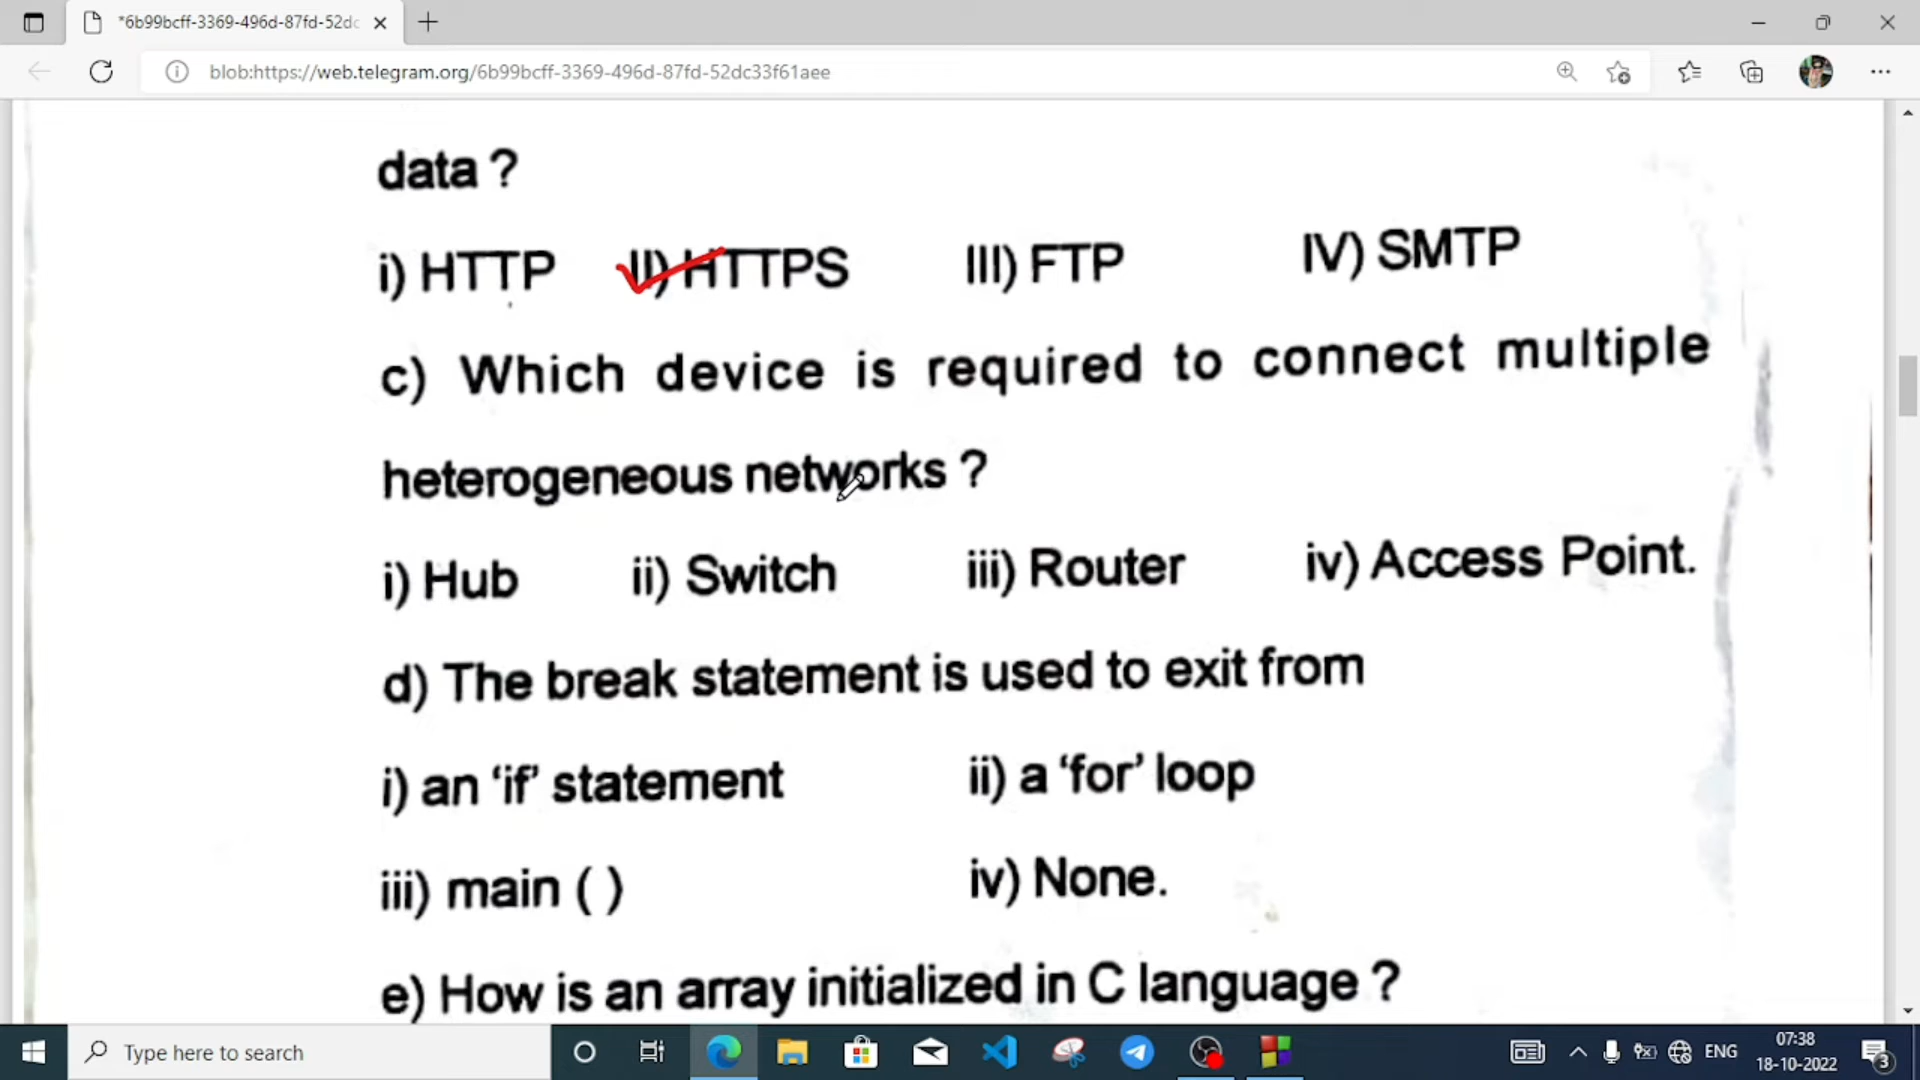 *6b99bcff-3369-496d-87fd-52dc
blob:https://web.telegram.org/6b99bcff-3369-496d-87fd-52dc33f61aee
data ?
i) HTTP II) HTTPS III) FTP IV) SMTP
c) Which device is required to connect multiple
heterogeneous networks ?
i) Hub ii) Switch iii) Router iv) Access Point.
d) The break statement is used to exit from
i) an ‘if’ statement ii) a ‘for’ loop
iii) main ( ) iv) None.
e) How is an array initialized in C language ?
Type here to search
ENG
07:38
18-10-2022
3